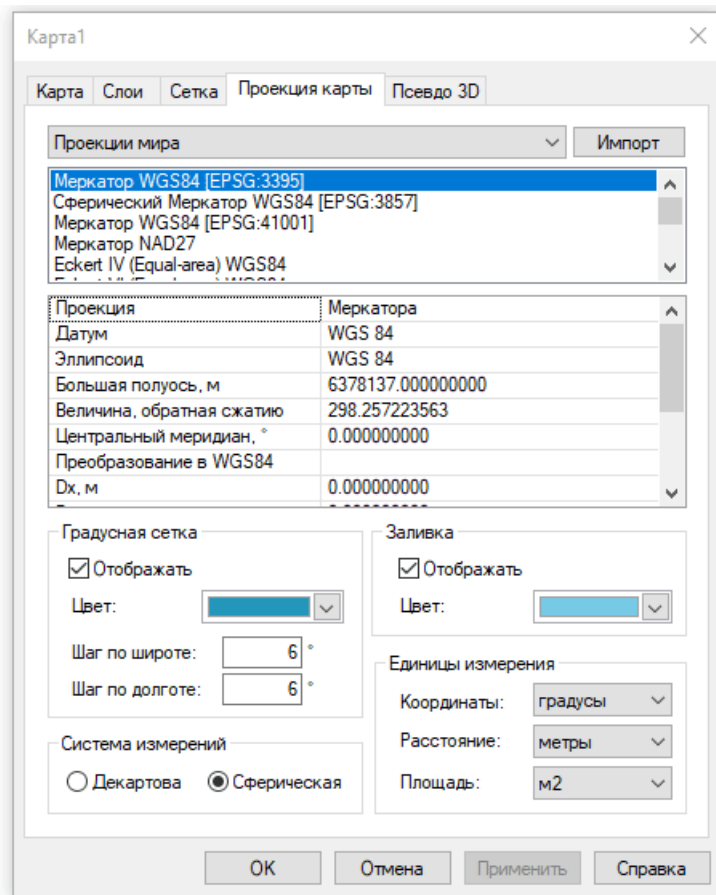 Карта1
Карта Слои Сетка Проекция карты Псевдо 3D
Проекции мира Импорт
Меркатор WGS84 [EPSG:3395]
Сферический Меркатор WGS84 [EPSG:3857]
Меркатор WGS84 [EPSG:41001]
Меркатор NAD27
Eckert IV (Equal-area) WGS84
Проекция Меркатора
Датум WGS 84
Эллипсоид WGS 84
Большая полуось, м 6378137.000000000
Величина, обратная сжатию 298.257223563
Центральный меридиан, ° 0.000000000
Преобразование в WGS84
Dx, м 0.000000000
Градусная сетка
Отображать
Цвет:
Шаг по широте: 6 °
Шаг по долготе: 6 °
Заливка
Отображать
Цвет:
Единицы измерения
Координаты: градусы
Расстояние: метры
Площадь: м2
Система измерений
Декартова Сферическая
ОК Отмена Применить Справка